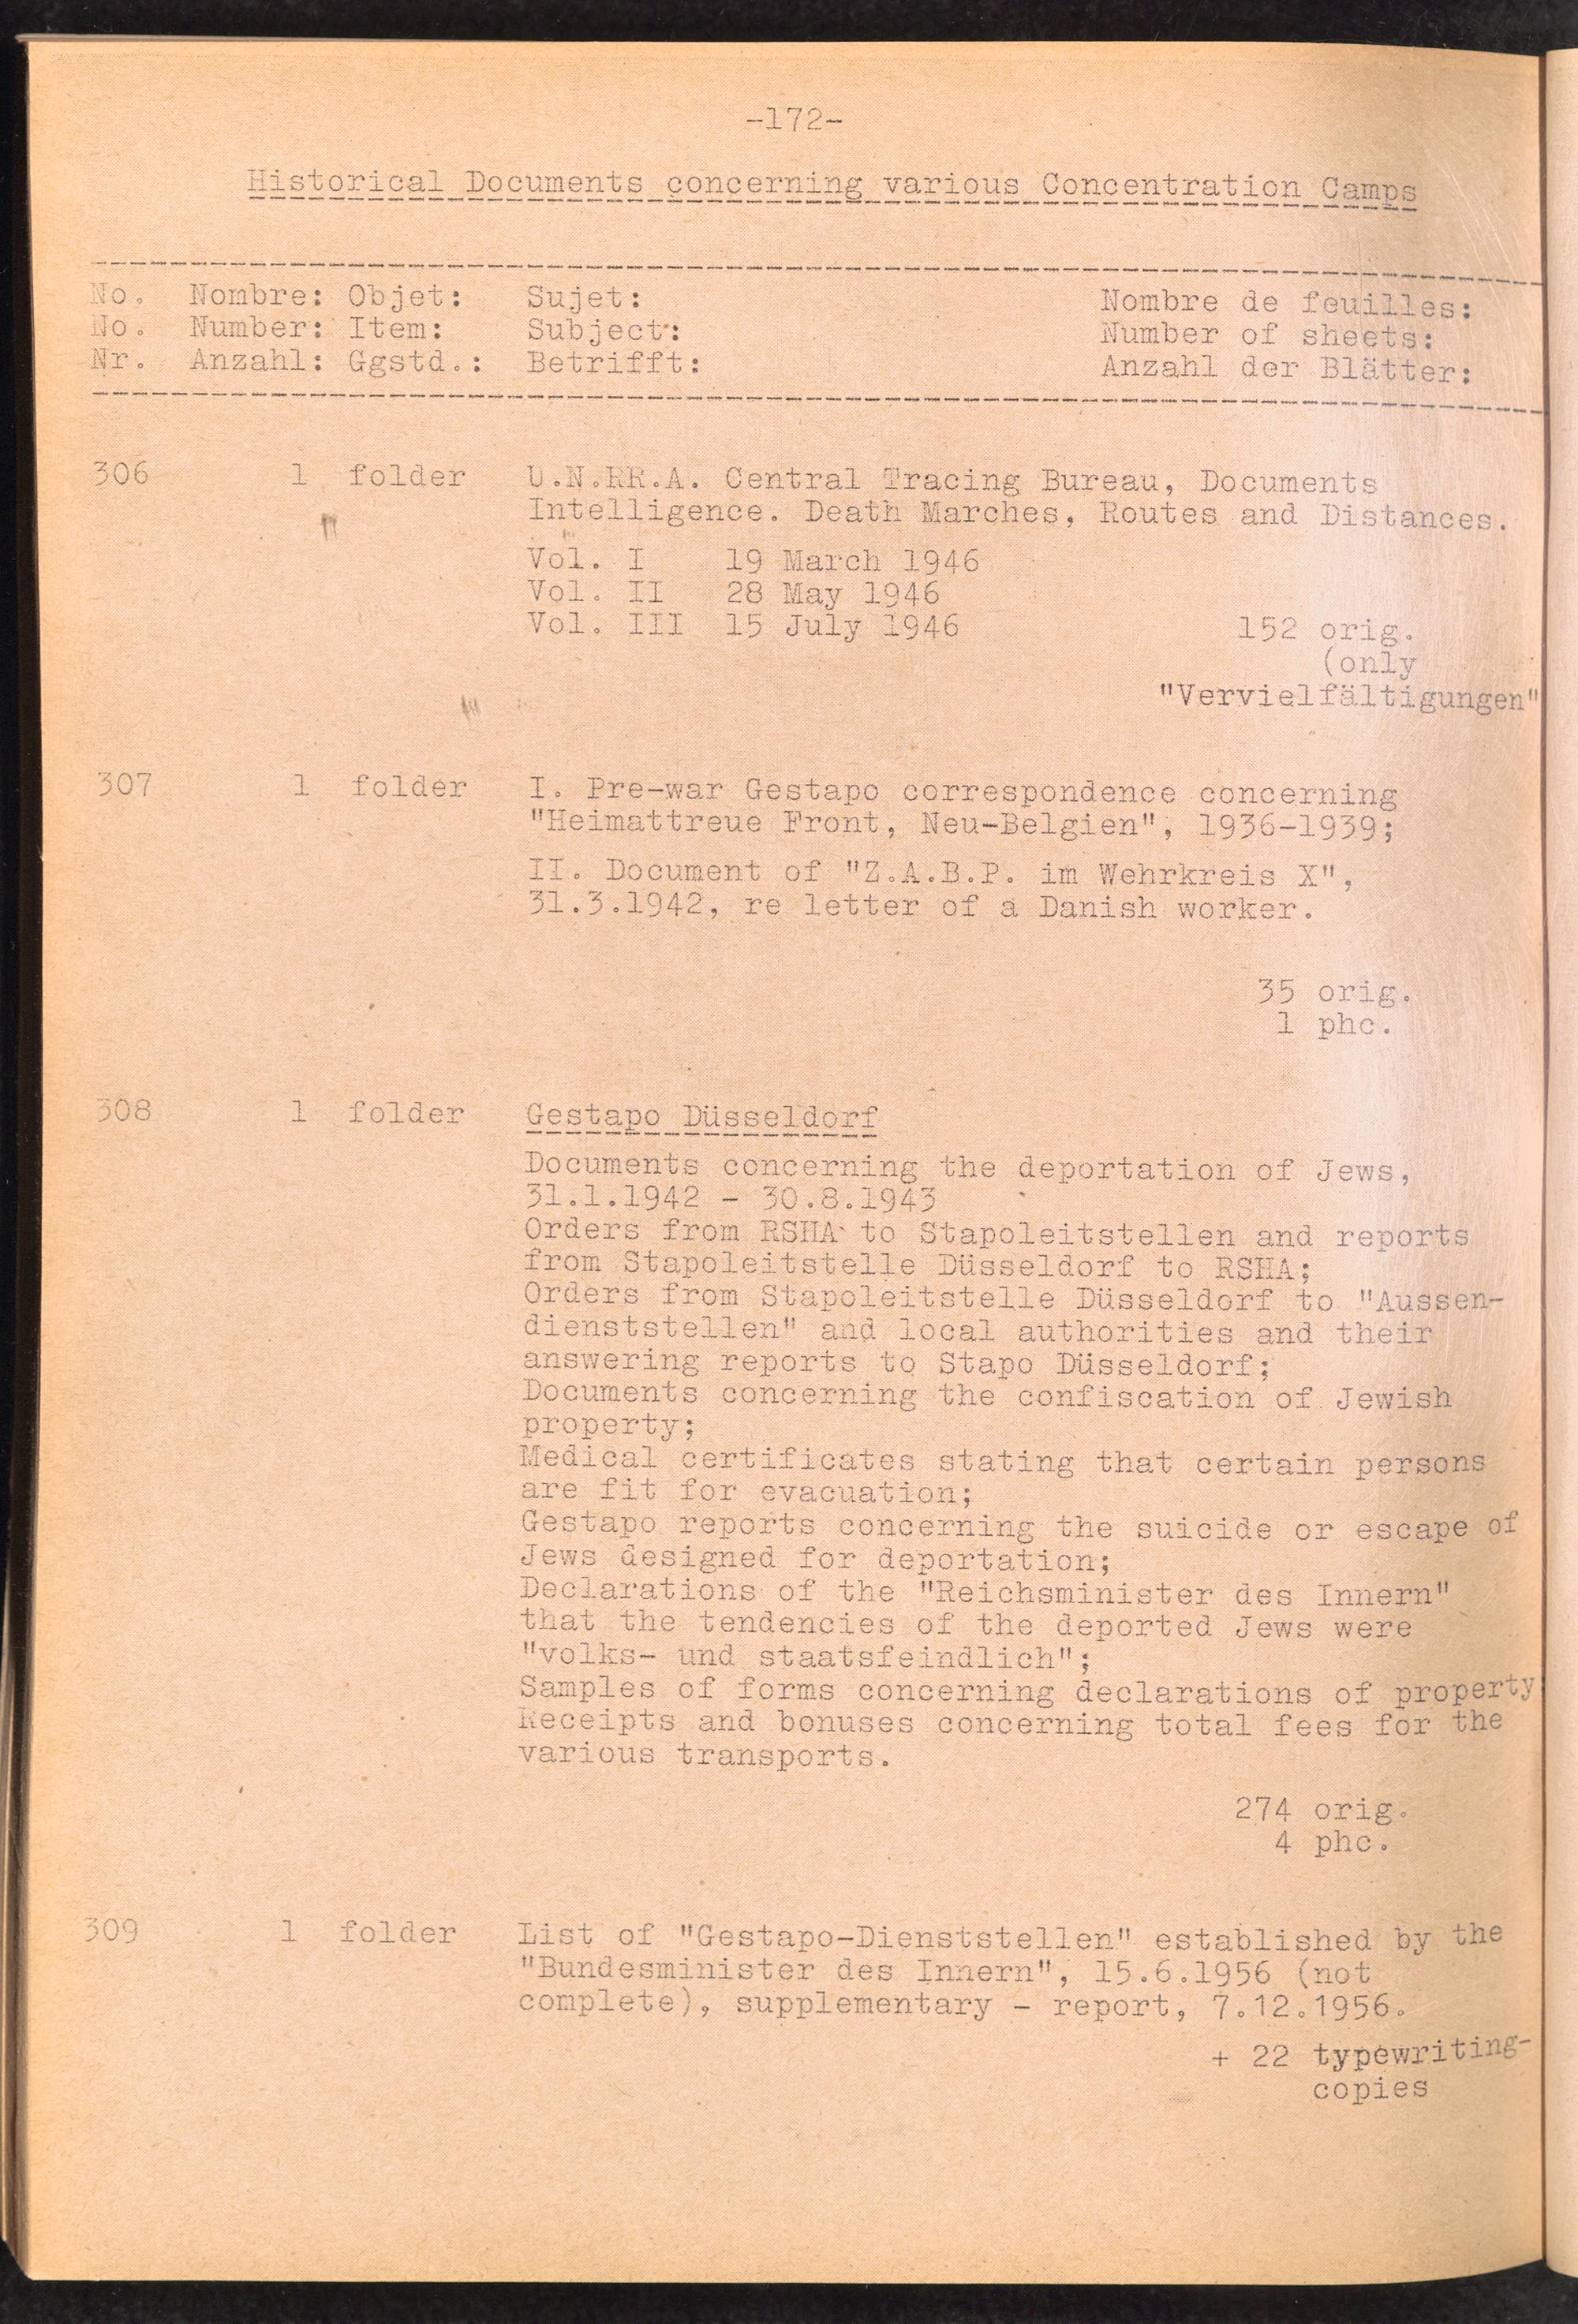 -172-
Historical Documents concerning various Concentration Camps
No. Nombre: Objet: Sujet: Nombre de feuilles:
No. Number: Item: Subject: Number of sheets:
Nr. Anzahl: Ggstd.: Betrifft: Anzahl der Blätter:
306 1 folder U.N.RR.A. Central Tracing Bureau, Documents
Intelligence. Death Marches, Routes and Distances.
Vol. I 19 March 1946
Vol. II 28 May 1946
Vol. III 15 July 1946 152 orig.
(only
"Vervielfältigungen"
307 1 folder I. Pre-war Gestapo correspondence concerning
"Heimattreue Front, Neu-Belgien", 1936-1939;
II. Document of "Z.A.B.P. im Wehrkreis X",
31.3.1942, re letter of a Danish worker.
35 orig.
1 phc.
308 1 folder Gestapo Düsseldorf
Documents concerning the deportation of Jews,
31.1.1942 - 30.8.1943
Orders from RSHA to Stapoleitstellen and reports
from Stapoleitstelle Düsseldorf to RSHA;
Orders from Stapoleitstelle Düsseldorf to "Aussen-
dienststellen" and local authorities and their
answering reports to Stapo Düsseldorf;
Documents concerning the confiscation of Jewish
property;
Medical certificates stating that certain persons
are fit for evacuation;
Gestapo reports concerning the suicide or escape of
Jews designed for deportation;
Declarations of the "Reichsminister des Innern"
that the tendencies of the deported Jews were
"volks- und staatsfeindlich";
Samples of forms concerning declarations of property
Receipts and bonuses concerning total fees for the
various transports.
274 orig.
4 phc.
309 1 folder List of "Gestapo-Dienststellen" established by the
"Bundesminister des Innern", 15.6.1956 (not
complete), supplementary - report, 7.12.1956.
+ 22 typewriting-
copies